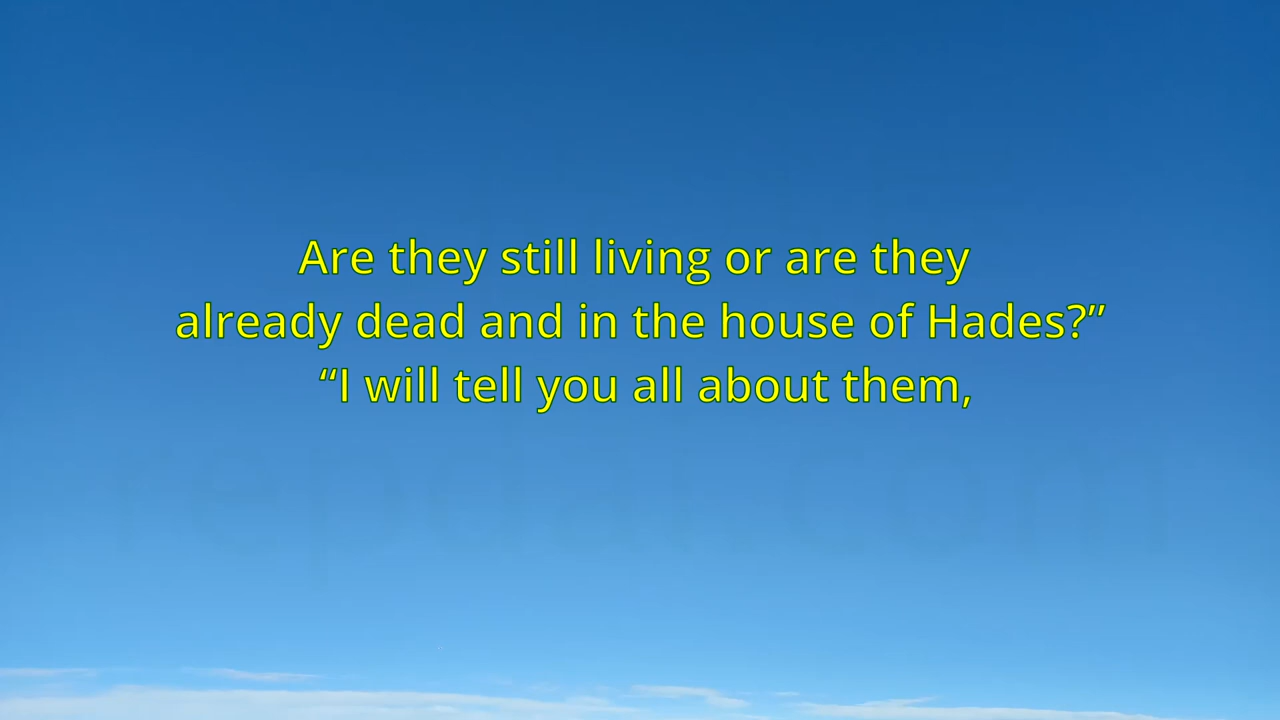 Are they still living or are they
already dead and in the house of Hades?”
“I will tell you all about them,